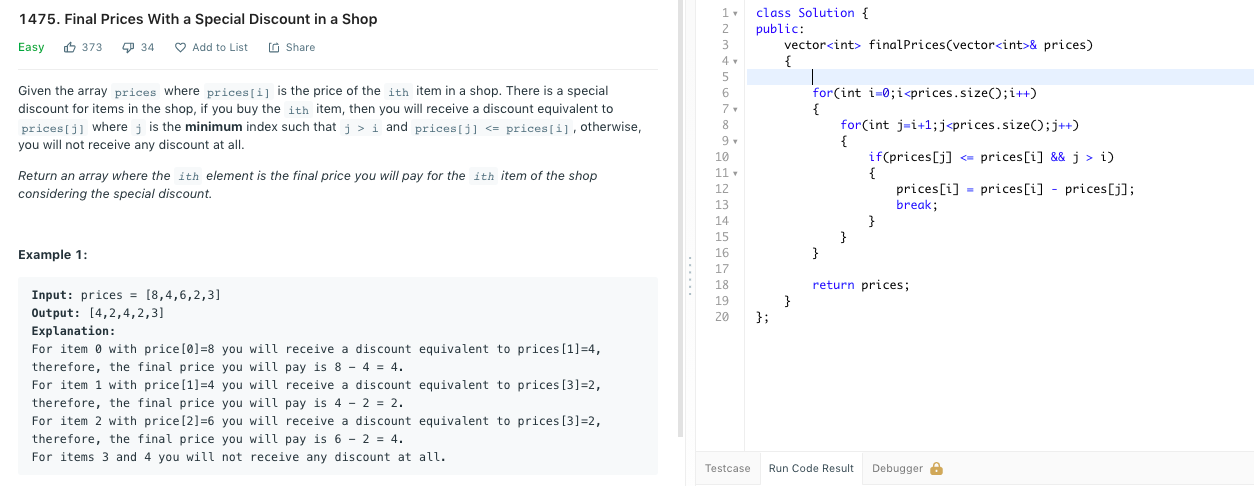 1475. Final Prices With a Special Discount in a Shop
Easy 373 34 Add to List Share
Given the array prices where prices[i] is the price of the ith item in a shop. There is a special
discount for items in the shop, if you buy the ith item, then you will receive a discount equivalent to
prices[j] where j is the minimum index such that j > i and prices[j] <= prices[i], otherwise,
you will not receive any discount at all.
Return an array where the ith element is the final price you will pay for the ith item of the shop
considering the special discount.
Example 1:
Input: prices = [8,4,6,2,3]
Output: [4,2,4,2,3]
Explanation:
For item 0 with price[0]=8 you will receive a discount equivalent to prices[1]=4,
therefore, the final price you will pay is 8 - 4 = 4.
For item 1 with price[1]=4 you will receive a discount equivalent to prices[3]=2,
therefore, the final price you will pay is 4 - 2 = 2.
For item 2 with price[2]=6 you will receive a discount equivalent to prices[3]=2,
therefore, the final price you will pay is 6 - 2 = 4.
For items 3 and 4 you will not receive any discount at all.
1 class Solution {
2 public:
3     vector<int> finalPrices(vector<int>& prices)
4     {
5
6         for(int i=0;i<prices.size();i++)
7         {
8             for(int j=i+1;j<prices.size();j++)
9             {
10                 if(prices[j] <= prices[i] && j > i)
11                 {
12                     prices[i] = prices[i] - prices[j];
13                     break;
14                 }
15             }
16         }
17
18         return prices;
19     }
20 };
Testcase Run Code Result Debugger